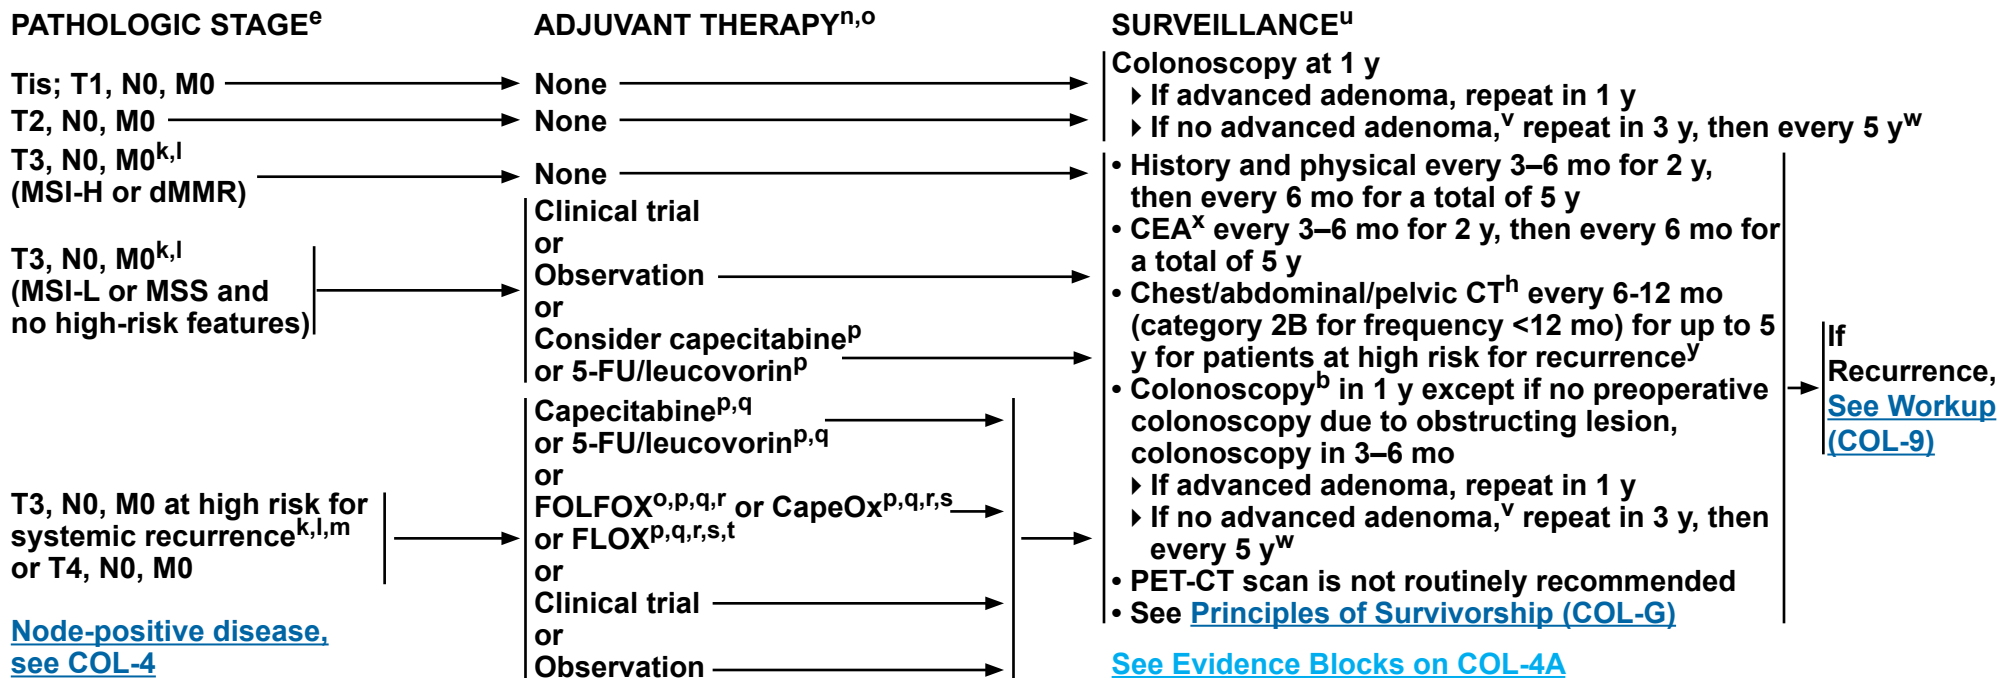 PATHOLOGIC STAGEe
Tis; T1, N0, M0
T2, N0, M0
T3, N0, M0k,l
(MSI-H or dMMR)
T3, N0, M0k,l
(MSI-L or MSS and
no high-risk features)
T3, N0, M0 at high risk for
systemic recurrencek,l,m
or T4, N0, M0
Node-positive disease,
see COL-4
ADJUVANT THERAPYn,o
None
None
None
Clinical trial
or
Observation
or
Consider capecitabinep
or 5-FU/leucovorinp
Capecitabinep,q
or 5-FU/leucovorinp,q
or
FOLFOXo,p,q,r or CapeOxp,q,r,s
or FLOXp,q,r,s,t
or
Clinical trial
or
Observation
SURVEILLANCEu
Colonoscopy at 1 y
▸ If advanced adenoma, repeat in 1 y
▸ If no advanced adenoma,v repeat in 3 y, then every 5 yw
• History and physical every 3–6 mo for 2 y,
then every 6 mo for a total of 5 y
• CEAx every 3–6 mo for 2 y, then every 6 mo for
a total of 5 y
• Chest/abdominal/pelvic CTh every 6-12 mo
(category 2B for frequency <12 mo) for up to 5
y for patients at high risk for recurrencey
• Colonoscopyb in 1 y except if no preoperative
colonoscopy due to obstructing lesion,
colonoscopy in 3–6 mo
▸ If advanced adenoma, repeat in 1 y
▸ If no advanced adenoma,v repeat in 3 y, then
every 5 yw
• PET-CT scan is not routinely recommended
• See Principles of Survivorship (COL-G)
See Evidence Blocks on COL-4A
If
Recurrence,
See Workup
(COL-9)